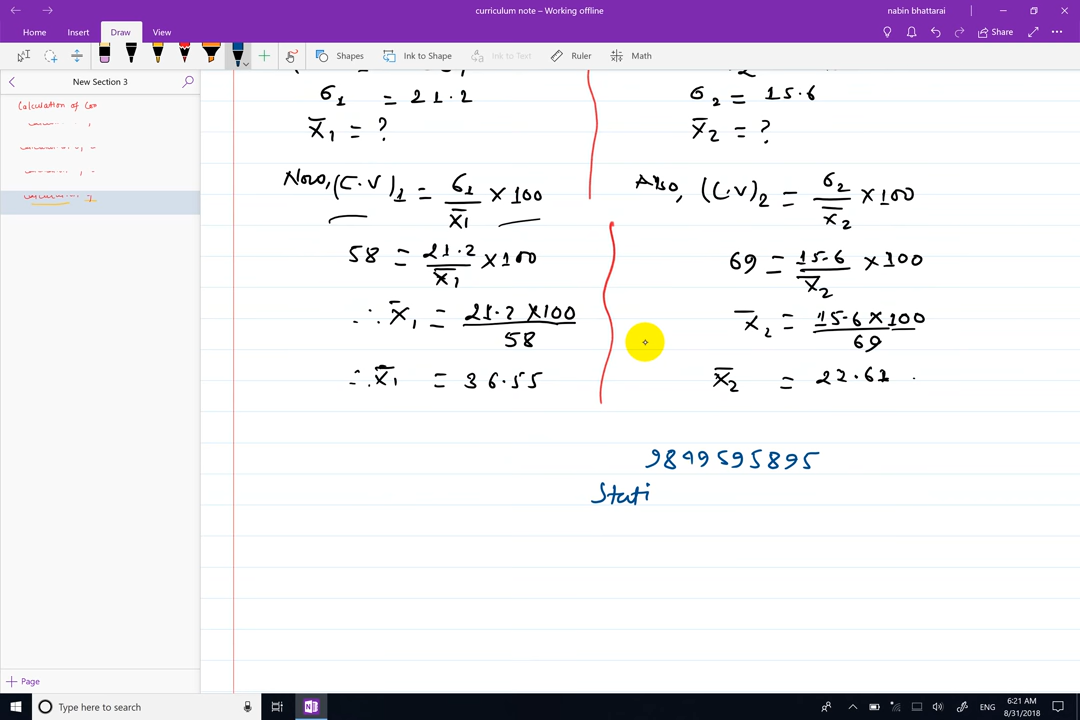 curriculum note – Working offline
nabin bhattarai
Home Insert Draw View
Share
Shapes Ink to Shape Ink to Text Ruler Math
New Section 3
Calculation of Co
σ1 = 21.2
x̄1 = ?
Now, (C.V)1 = σ1/x̄1 × 100
58 = 21.2/x̄1 × 100
∴ x̄1 = 21.2 × 100/58
∴ x̄1 = 36.55
σ2 = 15.6
x̄2 = ?
Also, (C.V)2 = σ2/x̄2 × 100
69 = 15.6/x̄2 × 100
x̄2 = 15.6 × 100/69
x̄2 = 22.61
9849595895
Stati
+ Page
Type here to search
ENG
6:21 AM
8/31/2018